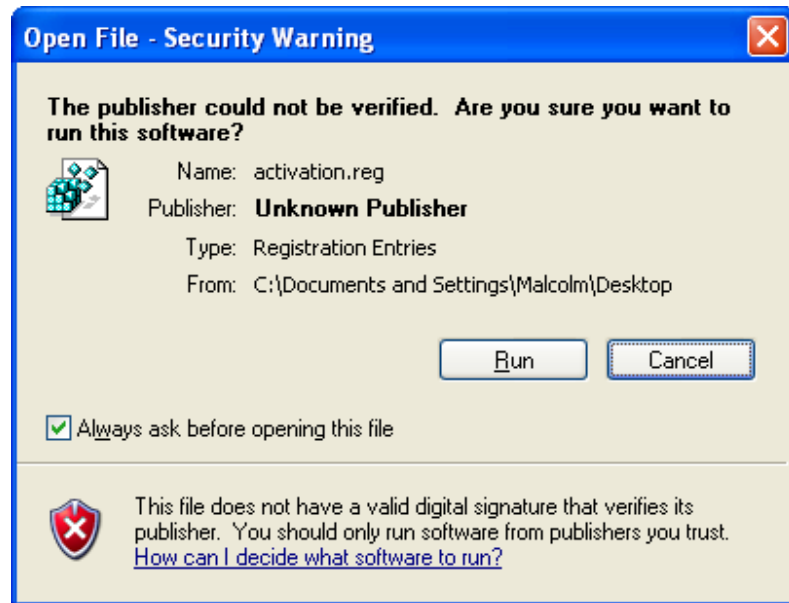 Open File - Security Warning
The publisher could not be verified.  Are you sure you want to
run this software?
Name: activation.reg
Publisher: Unknown Publisher
Type: Registration Entries
From: C:\Documents and Settings\Malcolm\Desktop
Run Cancel
Always ask before opening this file
This file does not have a valid digital signature that verifies its
publisher.  You should only run software from publishers you trust.
How can I decide what software to run?